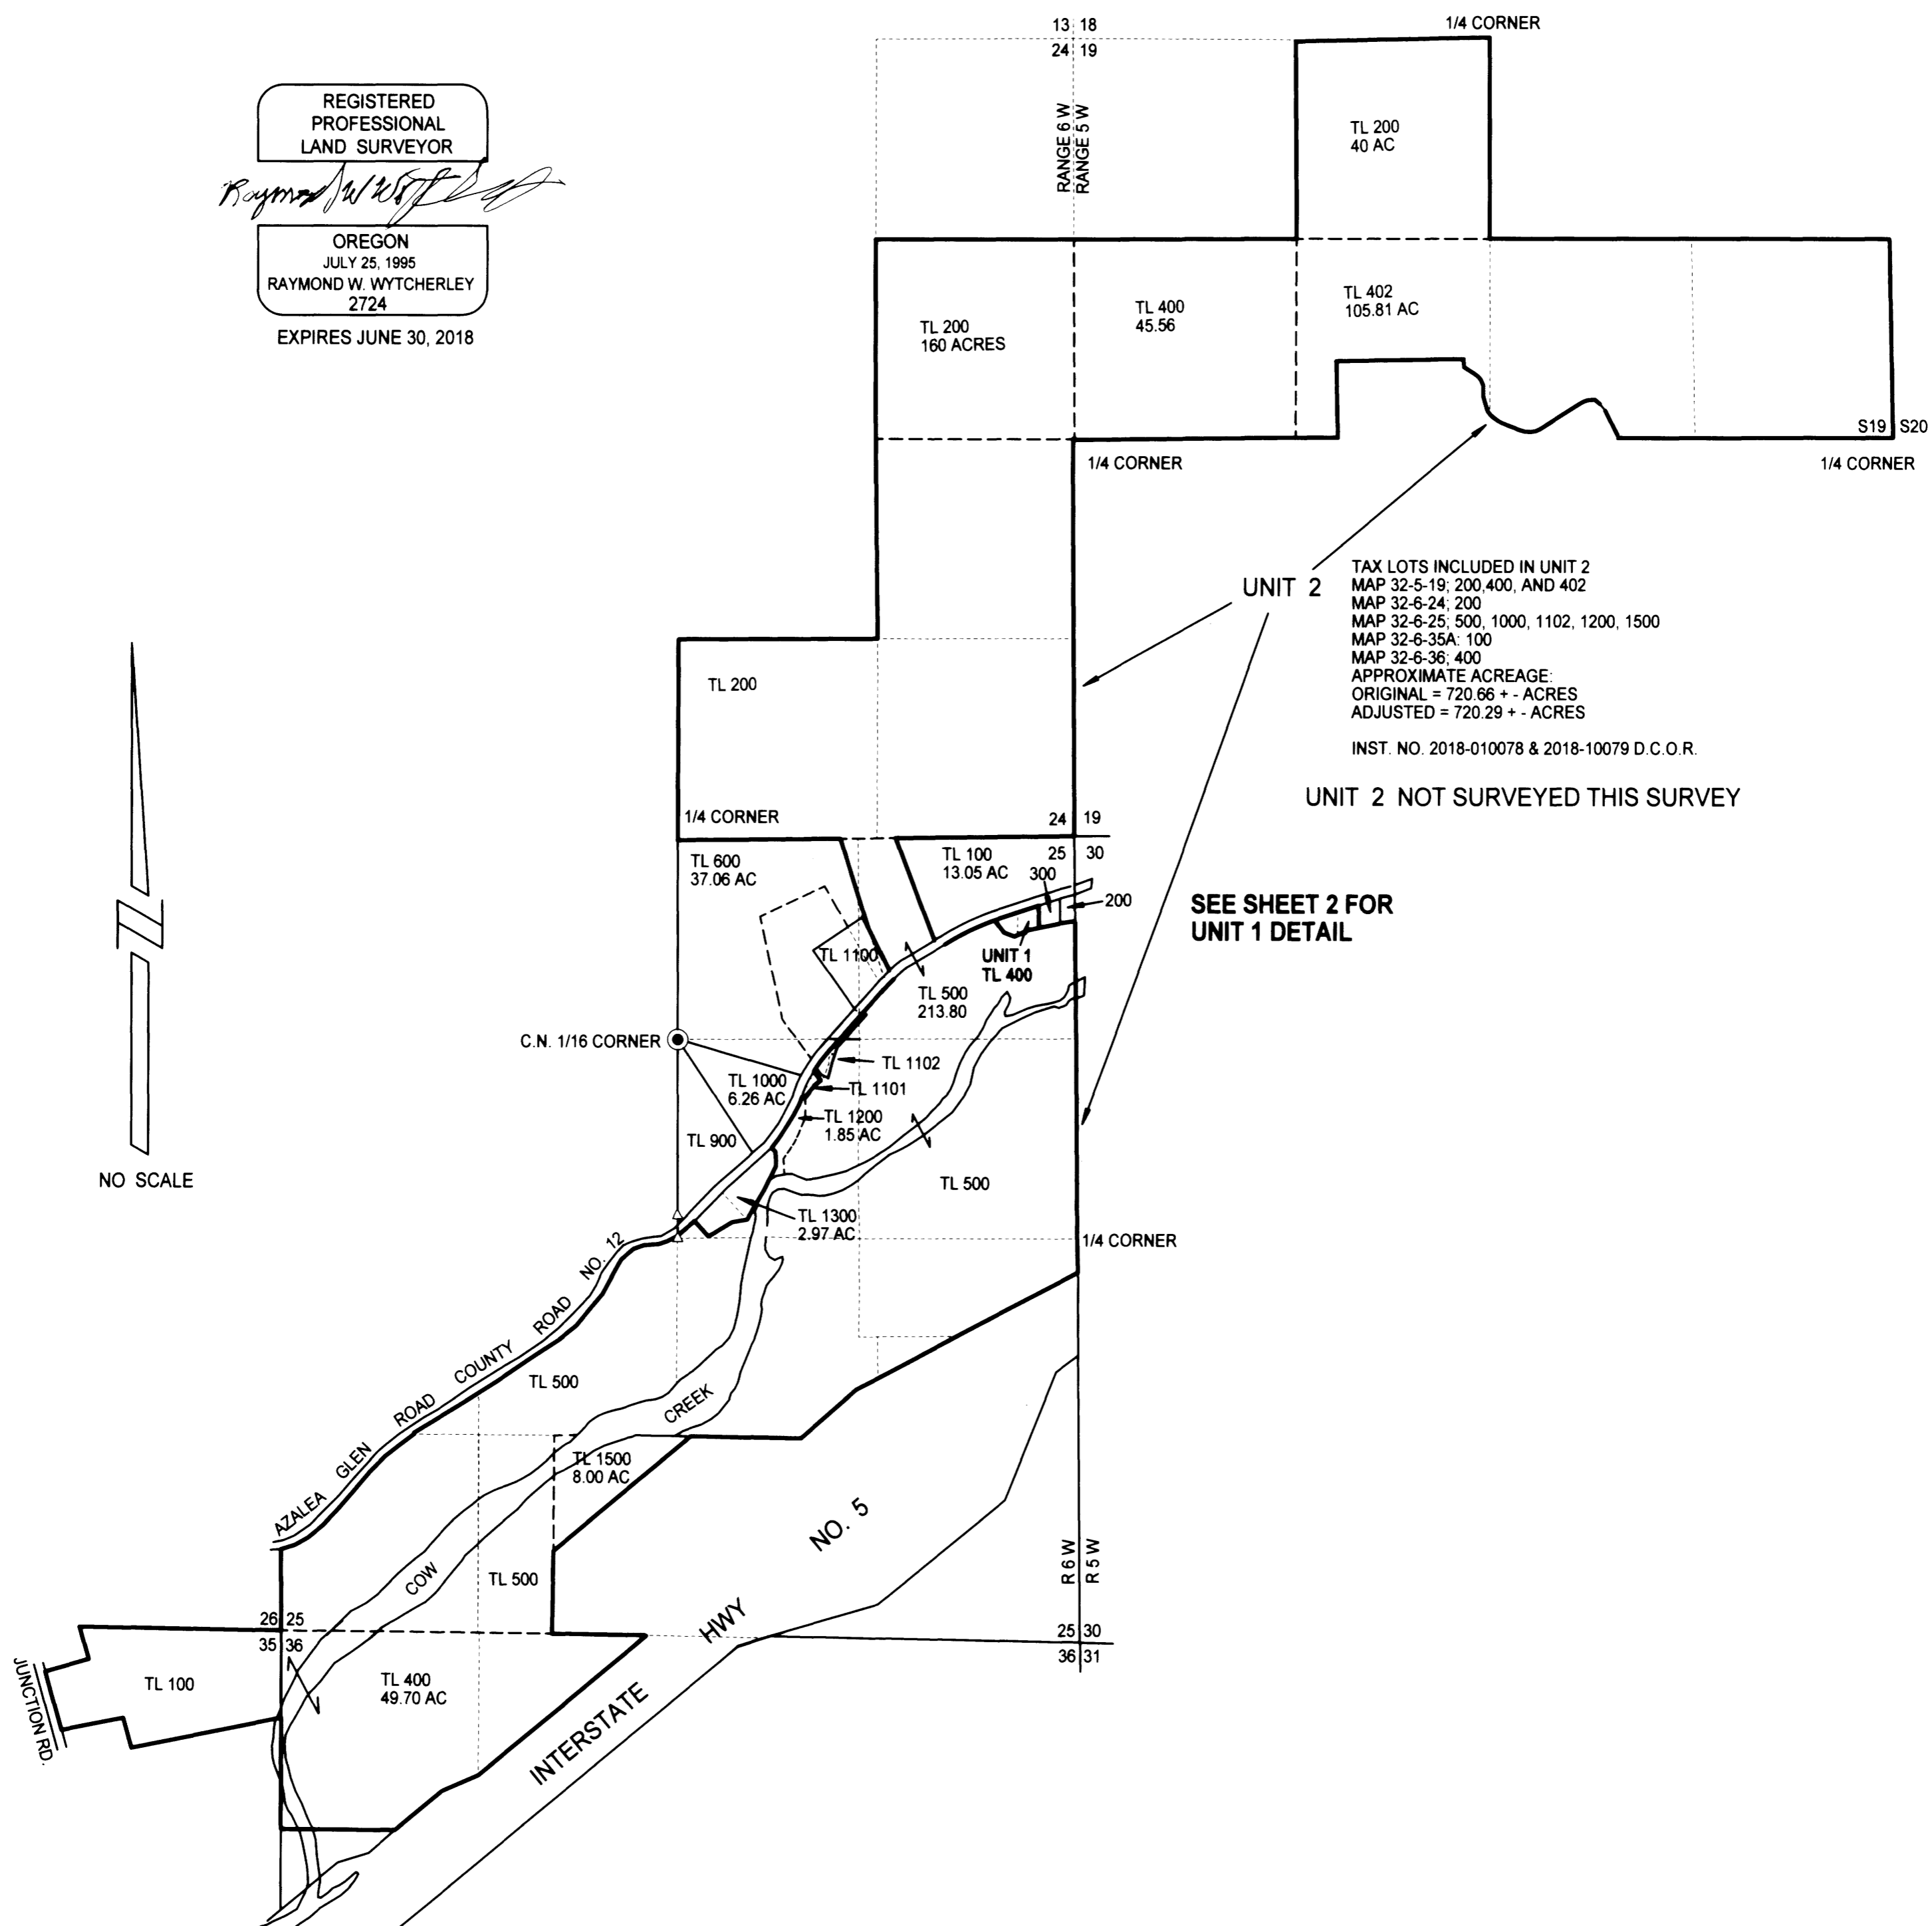 13 18
24 19
1/4 CORNER
REGISTERED
PROFESSIONAL
LAND SURVEYOR
OREGON
JULY 25, 1995
RAYMOND W. WYTCHERLEY
2724
EXPIRES JUNE 30, 2018
RANGE 6 W
RANGE 5 W
TL 200
40 AC
TL 200
160 ACRES
TL 400
45.56
TL 402
105.81 AC
S19 S20
1/4 CORNER
1/4 CORNER
UNIT 2
TAX LOTS INCLUDED IN UNIT 2
MAP 32-5-19; 200,400, AND 402
MAP 32-6-24; 200
MAP 32-6-25; 500, 1000, 1102, 1200, 1500
MAP 32-6-35A: 100
MAP 32-6-36; 400
APPROXIMATE ACREAGE:
ORIGINAL = 720.66 + - ACRES
ADJUSTED = 720.29 + - ACRES
INST. NO. 2018-010078 & 2018-10079 D.C.O.R.
UNIT 2 NOT SURVEYED THIS SURVEY
TL 200
1/4 CORNER
24 19
25 30
TL 600
37.06 AC
TL 100
13.05 AC
300
200
SEE SHEET 2 FOR
UNIT 1 DETAIL
TL 1100
UNIT 1
TL 400
TL 500
213.80
C.N. 1/16 CORNER
TL 1102
TL 1000
6.26 AC
TL 1101
TL 1200
1.85 AC
TL 900
TL 500
NO SCALE
TL 1300
2.97 AC
1/4 CORNER
AZALEA GLEN ROAD COUNTY ROAD NO. 12
TL 500
COW CREEK
TL 1500
8.00 AC
TL 500
INTERSTATE HWY NO. 5
R 6 W
R 5 W
26 25
35 36
25 30
36 31
TL 100
TL 400
49.70 AC
JUNCTION RD.